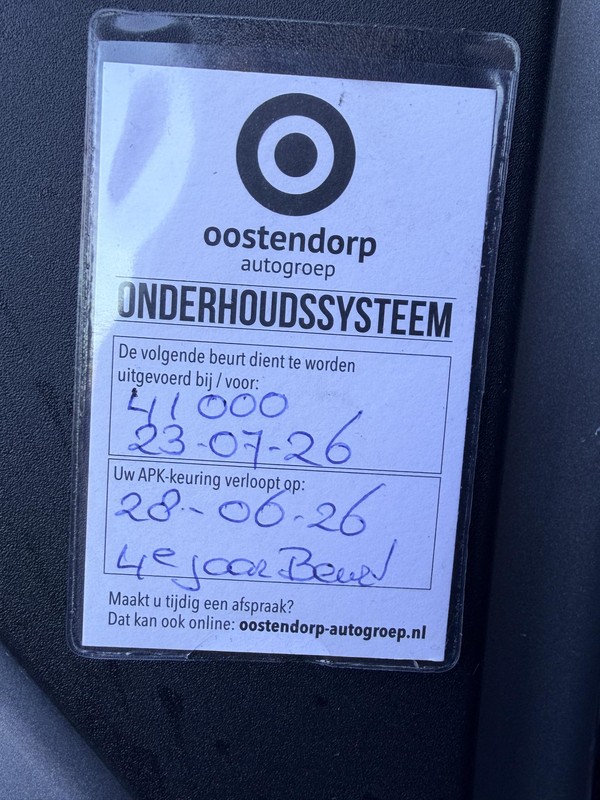 oostendorp
autogroep
ONDERHOUDSSYSTEEM
De volgende beurt dient te worden
uitgevoerd bij / voor:
41 000
23-07-26
Uw APK-keuring verloopt op:
28-06-26
4e jaar Beurt
Maakt u tijdig een afspraak?
Dat kan ook online: oostendorp-autogroep.nl